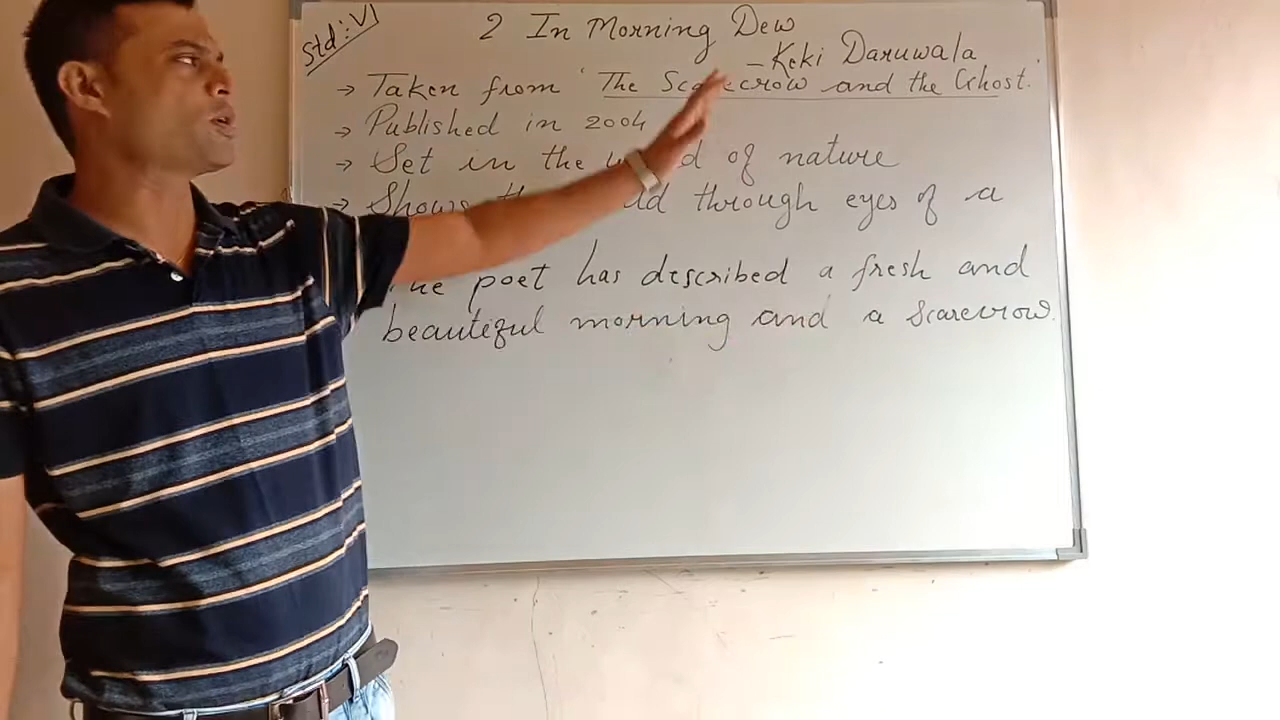 Std: VI
2 In Morning Dew
- Keki Daruwala
→ Taken from 'The Scarecrow and the Ghost.'
→ Published in 2004
→ Set in the of nature
→ Shows through eyes of a
poet has described a fresh and
beautiful morning and a scarecrow.